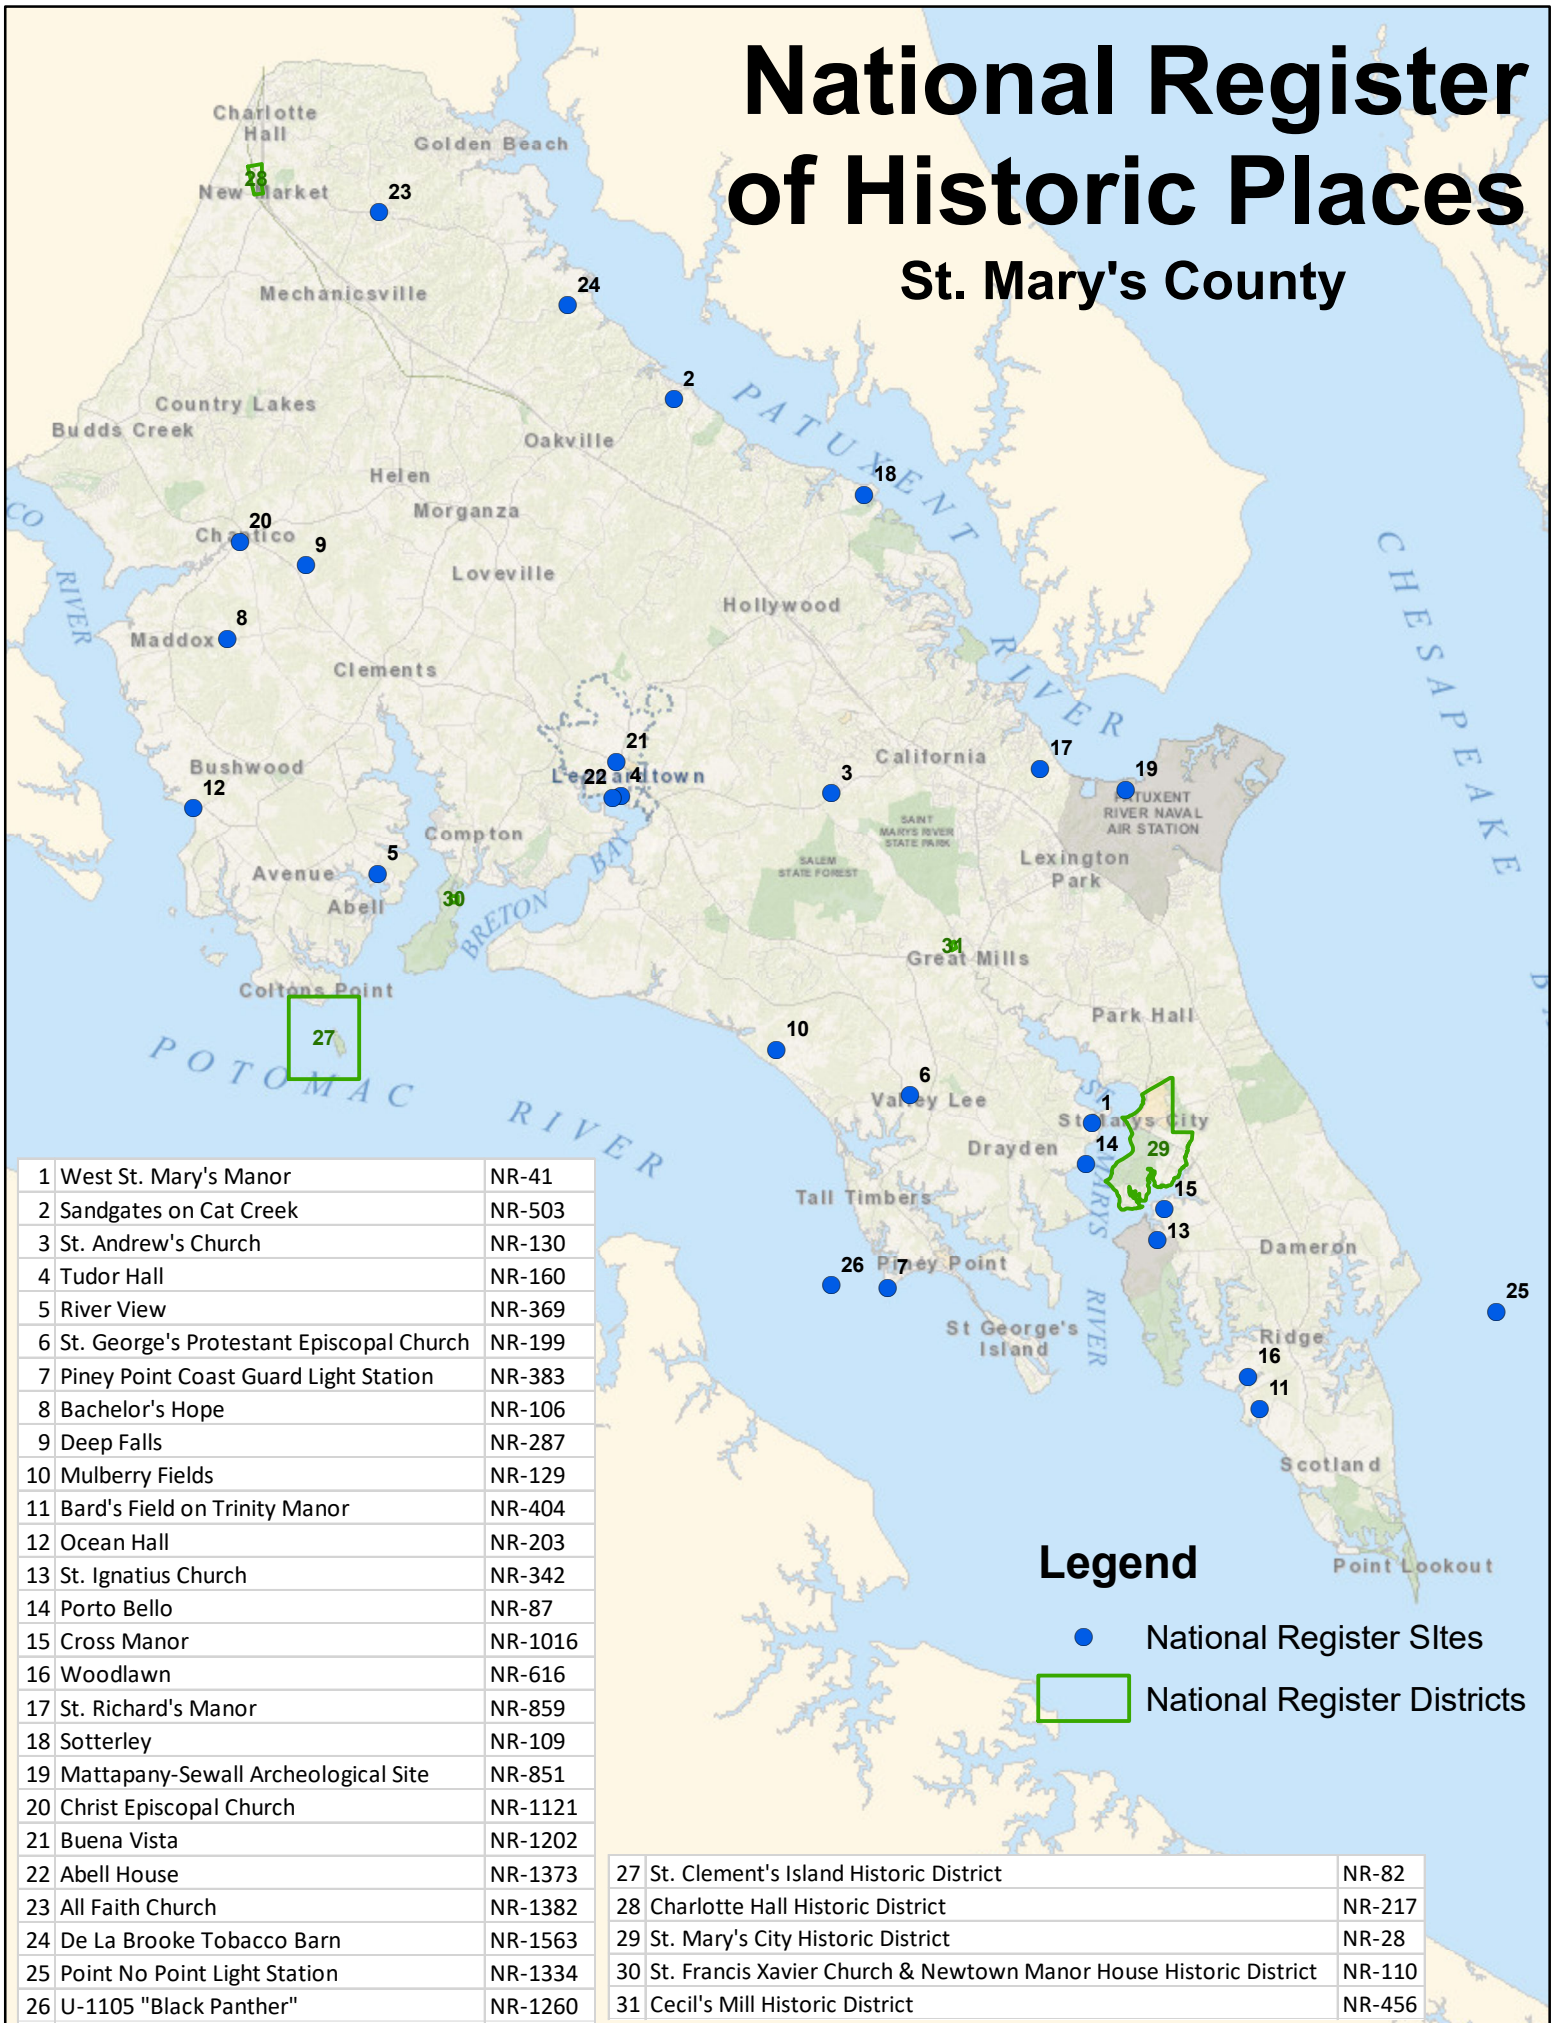 National Register
of Historic Places
St. Mary's County
Charlotte
Hall
Golden Beach
28
New Market
23
Mechanicsville
24
2
PATUXENT
Country Lakes
Budds Creek
Oakville
Helen
18
Morganza
CO
20
Chaptico
9
Loveville
RIVER
CHESAPEAKE
Hollywood
8
Maddox
Clements
RIVER
21
17
California
Bushwood
22
4
Leonardtown
3
19
12
PATUXENT
RIVER NAVAL
AIR STATION
SAINT
MARYS RIVER
STATE PARK
Compton
BAY
5
SALEM
STATE FOREST
Lexington
Park
Avenue
30
Abell
BRETON
31
Great Mills
Coltons Point
27
Park Hall
10
POTOMAC
RIVER
6
Valley Lee
ST
1
St Marys City
14
29
Drayden
MARYS
15
Tall Timbers
13
26
7
Piney Point
Dameron
25
RIVER
St George's
Island
Ridge
16
11
Scotland
Point Lookout
1 West St. Mary's Manor NR-41
2 Sandgates on Cat Creek NR-503
3 St. Andrew's Church NR-130
4 Tudor Hall NR-160
5 River View NR-369
6 St. George's Protestant Episcopal Church NR-199
7 Piney Point Coast Guard Light Station NR-383
8 Bachelor's Hope NR-106
9 Deep Falls NR-287
10 Mulberry Fields NR-129
11 Bard's Field on Trinity Manor NR-404
12 Ocean Hall NR-203
13 St. Ignatius Church NR-342
14 Porto Bello NR-87
15 Cross Manor NR-1016
16 Woodlawn NR-616
17 St. Richard's Manor NR-859
18 Sotterley NR-109
19 Mattapany-Sewall Archeological Site NR-851
20 Christ Episcopal Church NR-1121
21 Buena Vista NR-1202
22 Abell House NR-1373
23 All Faith Church NR-1382
24 De La Brooke Tobacco Barn NR-1563
25 Point No Point Light Station NR-1334
26 U-1105 "Black Panther" NR-1260
Legend
National Register SItes
National Register Districts
27 St. Clement's Island Historic District NR-82
28 Charlotte Hall Historic District NR-217
29 St. Mary's City Historic District NR-28
30 St. Francis Xavier Church & Newtown Manor House Historic District NR-110
31 Cecil's Mill Historic District NR-456